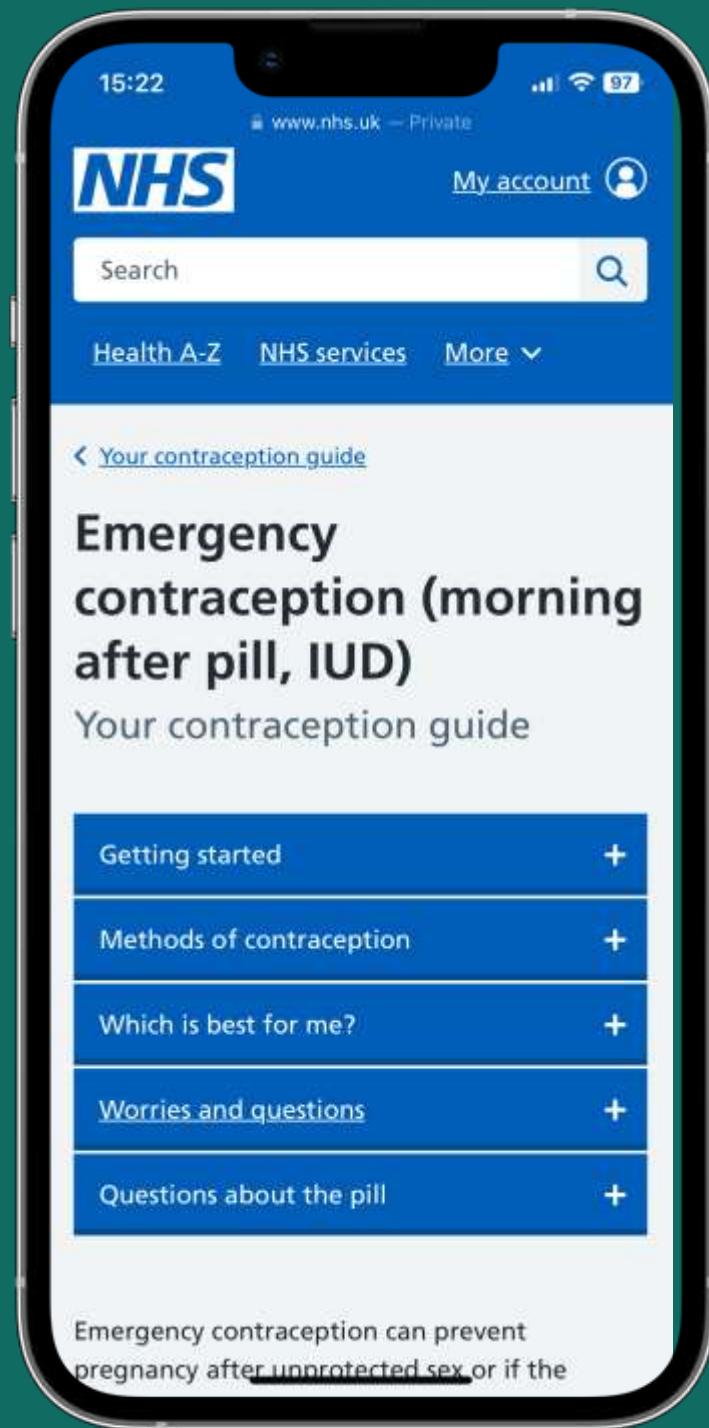 15:22
97
www.nhs.uk — Private
NHS
My account
Search
Health A-Z NHS services More
Your contraception guide
Emergency
contraception (morning
after pill, IUD)
Your contraception guide
Getting started
Methods of contraception
Which is best for me?
Worries and questions
Questions about the pill
Emergency contraception can prevent
pregnancy after unprotected sex or if the